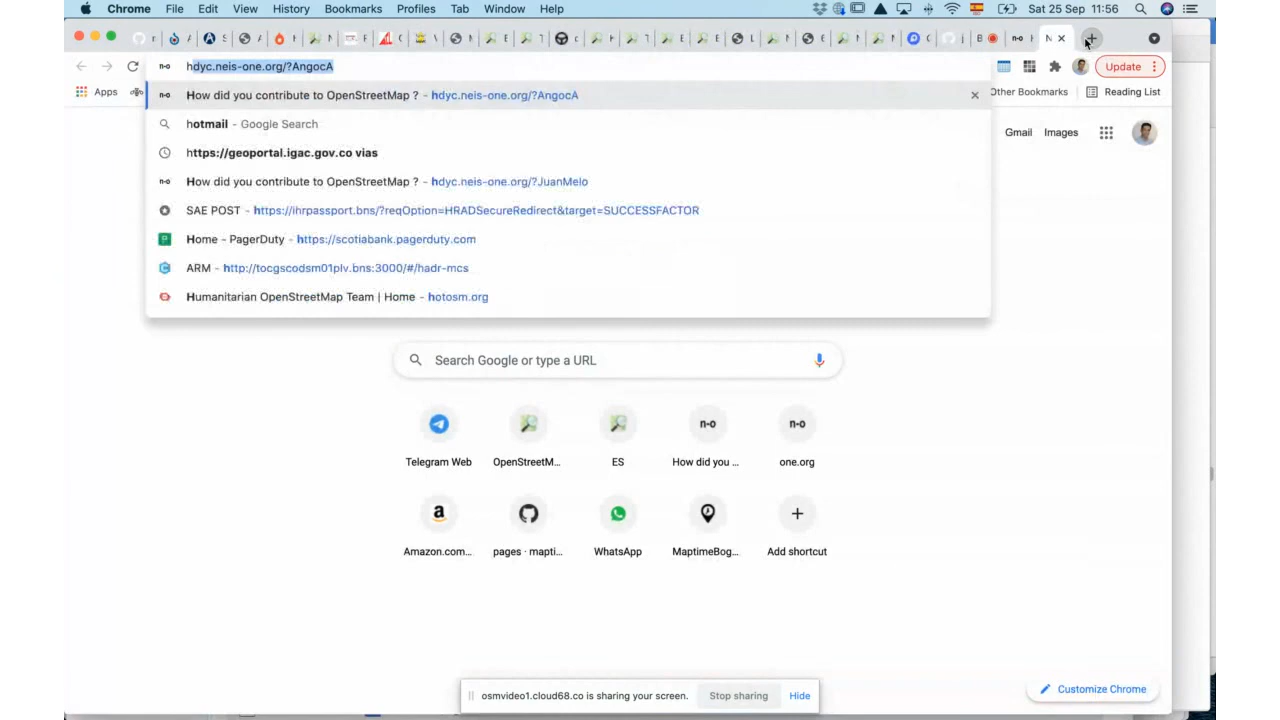 Chrome File Edit View History Bookmarks Profiles Tab Window Help Sat 25 Sep 11:56
hdyc.neis-one.org/?AngocA Update
Apps Other Bookmarks Reading List
How did you contribute to OpenStreetMap ? - hdyc.neis-one.org/?AngocA
hotmail - Google Search
https://geoportal.igac.gov.co vias
How did you contribute to OpenStreetMap ? - hdyc.neis-one.org/?JuanMelo
SAE POST - https://ihrpassport.bns/?reqOption=HRADSecureRedirect&target=SUCCESSFACTOR
Home - PagerDuty - https://scotiabank.pagerduty.com
ARM - http://tocgscodsm01plv.bns:3000/#/hadr-mcs
Humanitarian OpenStreetMap Team | Home - hotosm.org
Gmail Images
Search Google or type a URL
n-o n-o
Telegram Web OpenStreetM... ES How did you ... one.org
Amazon.com... pages · mapti... WhatsApp MaptimeBog... Add shortcut
osmvideo1.cloud68.co is sharing your screen. Stop sharing Hide
Customize Chrome